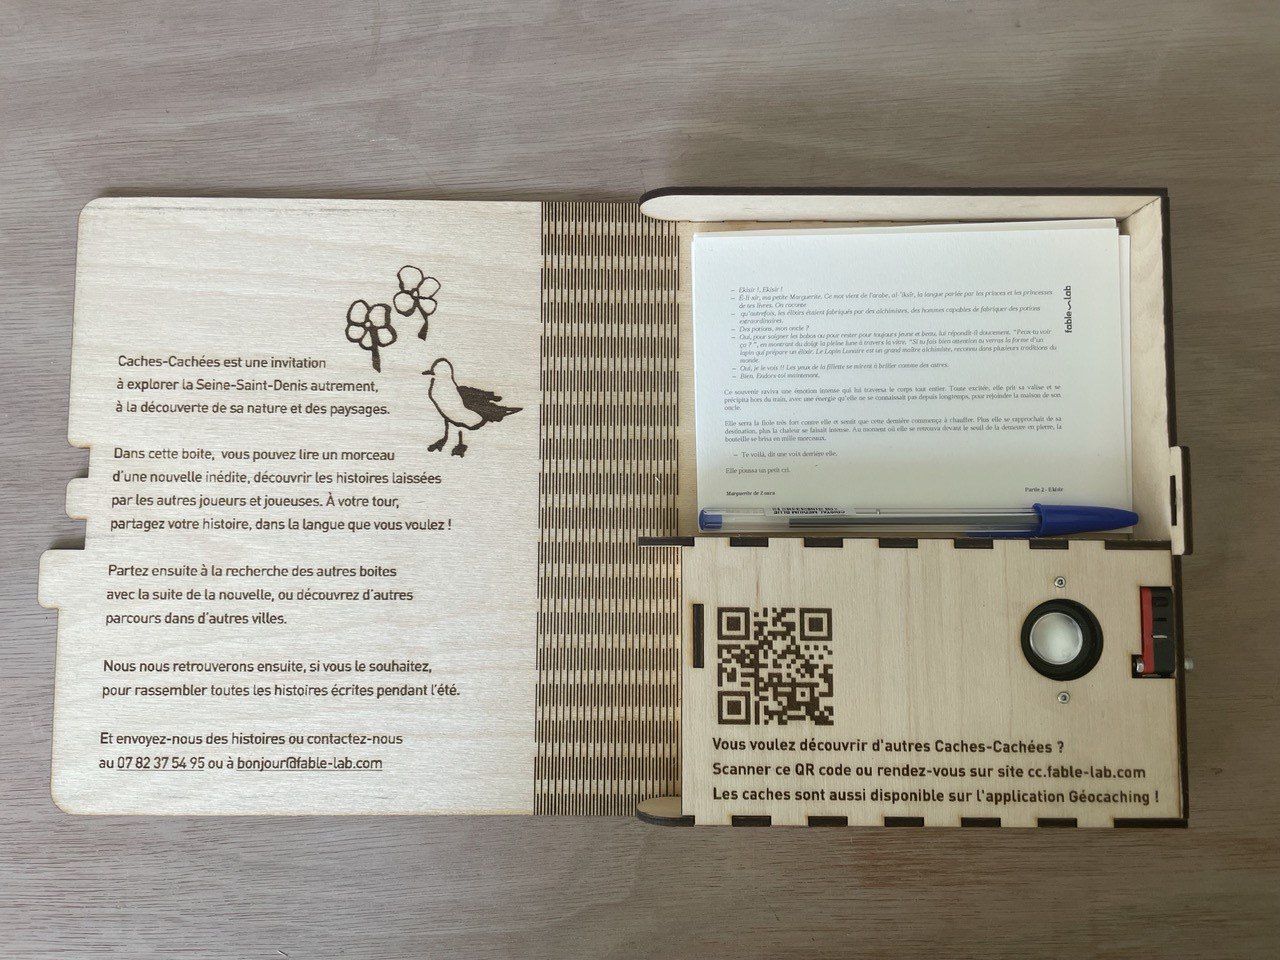 Caches-Cachées est une invitation
à explorer la Seine-Saint-Denis autrement,
à la découverte de sa nature et des paysages.
Dans cette boite, vous pouvez lire un morceau
d'une nouvelle inédite, découvrir les histoires laissées
par les autres joueurs et joueuses. À votre tour,
partagez votre histoire, dans la langue que vous voulez !
Partez ensuite à la recherche des autres boites
avec la suite de la nouvelle, ou découvrez d'autres
parcours dans d'autres villes.
Nous nous retrouverons ensuite, si vous le souhaitez,
pour rassembler toutes les histoires écrites pendant l'été.
Et envoyez-nous des histoires ou contactez-nous
au 07 82 37 54 95 ou à bonjour@fable-lab.com
– Ekisir !, Ekisir !
– É-li-xir, ma petite Marguerite. Ce mot vient de l'arabe, al-'iksīr, la langue parlée par les princes et les princesses
de tes livres. On raconte
– qu'autrefois, les élixirs étaient fabriqués par des alchimistes, des hommes capables de fabriquer des potions
extraordinaires.
– Des potions, mon oncle ?
– Oui, pour soigner les bobos ou pour rester pour toujours jeune et beau, lui répondit-il doucement. "Peux-tu voir
ça ? ", en montrant du doigt la pleine lune à travers la vitre. "Si tu fais bien attention tu verras la forme d'un
lapin qui prépare un élixir. Le Lapin Lunaire est un grand maître alchimiste, reconnu dans plusieurs traditions du
monde.
– Oui, je le vois !! Les yeux de la fillette se mirent à briller comme des astres.
– Bien. Endors-toi maintenant.
Ce souvenir raviva une émotion intense qui lui traversa le corps tout entier. Toute excitée, elle prit sa valise et se
précipita hors du train, avec une énergie qu'elle ne se connaissait pas depuis longtemps, pour rejoindre la maison de son
oncle.
Elle serra la fiole très fort contre elle et sentit que cette dernière commença à chauffer. Plus elle se rapprochait de sa
destination, plus la chaleur se faisait intense. Au moment où elle se retrouva devant le seuil de la demeure en pierre, la
bouteille se brisa en mille morceaux.
– Te voilà, dit une voix derrière elle.
Elle poussa un petit cri.
Marguerite de Zaura
Partie 2 - Ekisir
fable lab
CRISTAL MEDIUM BLUE
Vous voulez découvrir d'autres Caches-Cachées ?
Scanner ce QR code ou rendez-vous sur site cc.fable-lab.com
Les caches sont aussi disponible sur l'application Géocaching !